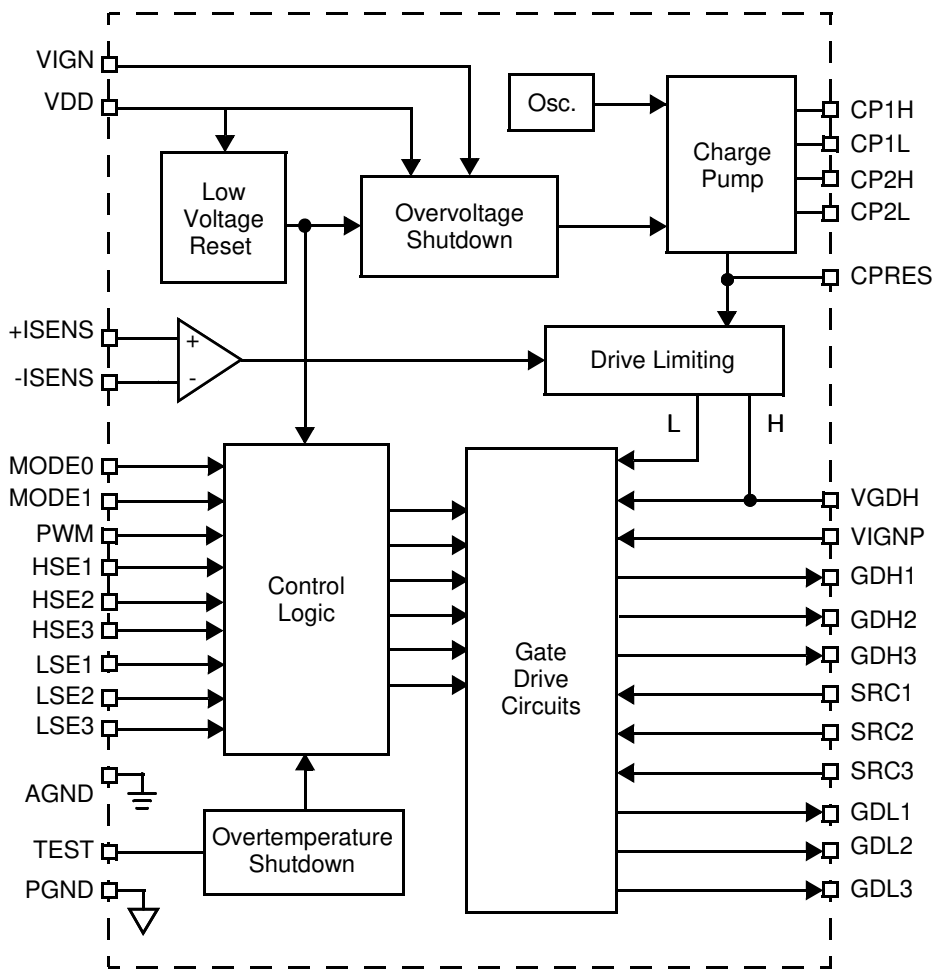 VIGN
VDD
Osc.
Charge
Pump
CP1H
CP1L
CP2H
CP2L
CPRES
Low
Voltage
Reset
Overvoltage
Shutdown
+ISENS
-ISENS
+
-
Drive Limiting
L
H
MODE0
MODE1
PWM
HSE1
HSE2
HSE3
LSE1
LSE2
LSE3
Control
Logic
Gate
Drive
Circuits
VGDH
VIGNP
GDH1
GDH2
GDH3
SRC1
SRC2
SRC3
GDL1
GDL2
GDL3
AGND
TEST
PGND
Overtemperature
Shutdown